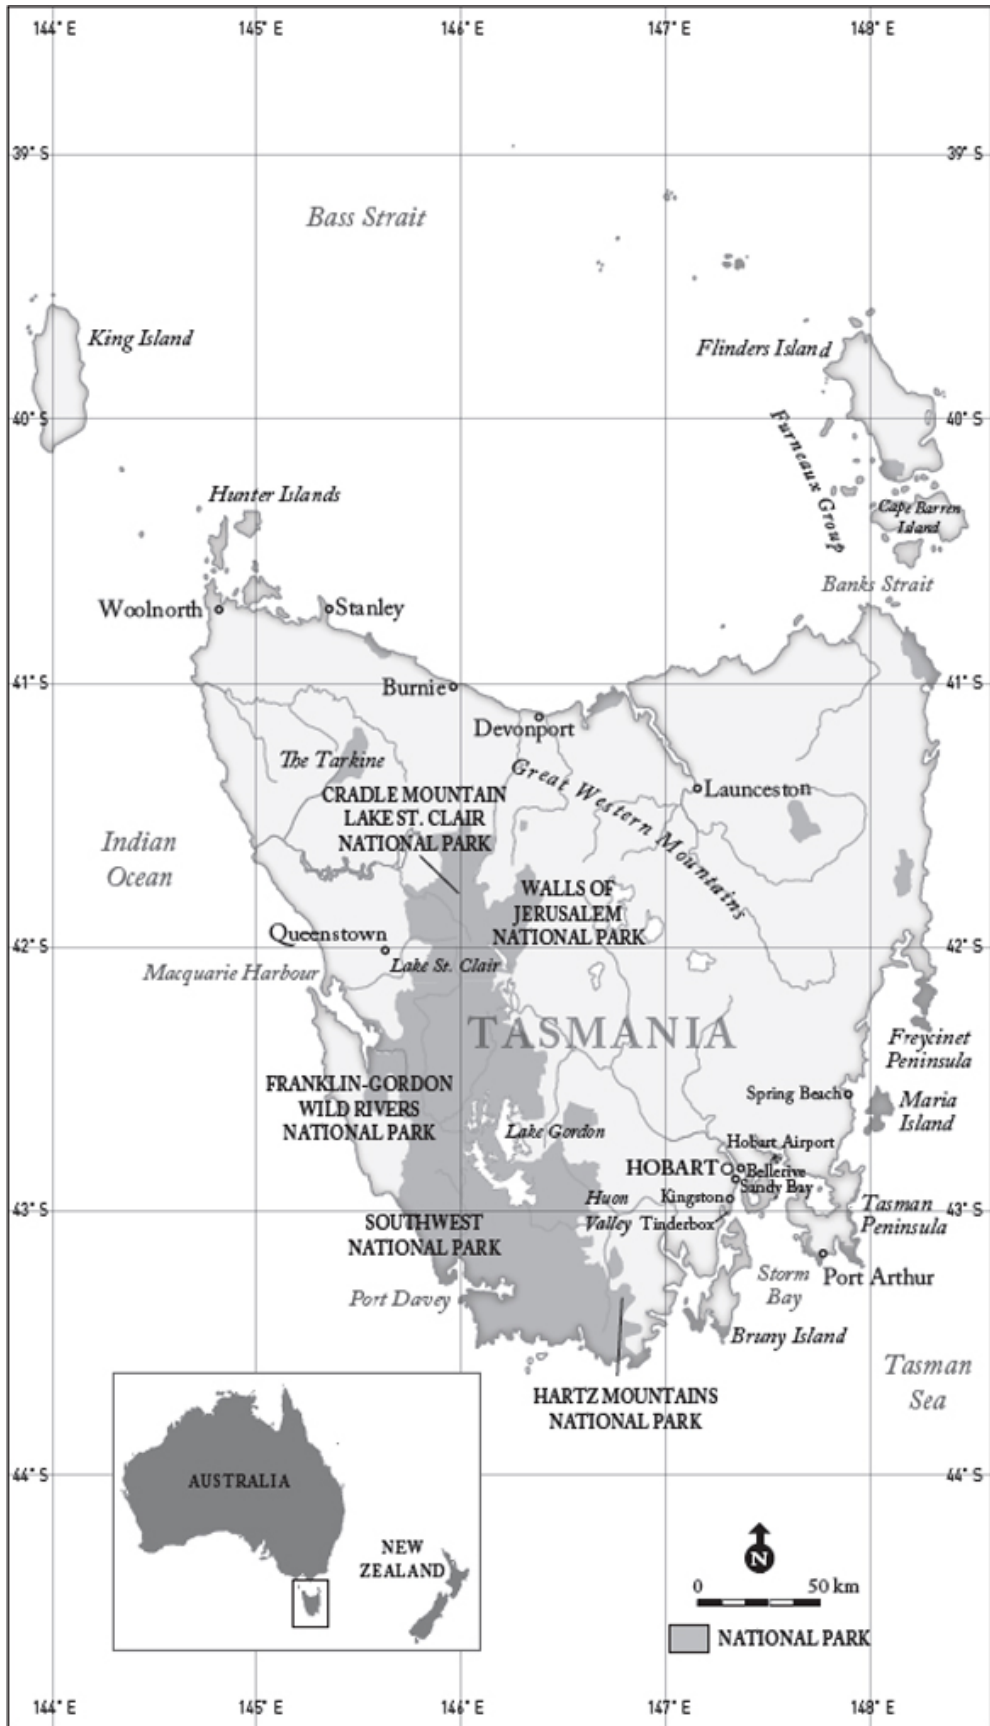 144° E 145° E 146° E 147° E 148° E
39° S 39° S
Bass Strait
King Island
Flinders Island
40° S 40° S
Furneaux Group
Hunter Islands
Cape Barren
Island
Banks Strait
Woolnorth
Stanley
41° S 41° S
Burnie
Devonport
The Tarkine
Great Western Mountains
Launceston
CRADLE MOUNTAIN
LAKE ST. CLAIR
NATIONAL PARK
Indian
Ocean
WALLS OF
JERUSALEM
NATIONAL PARK
Queenstown
42° S 42° S
Lake St. Clair
Macquarie Harbour
TASMANIA
Freycinet
Peninsula
FRANKLIN-GORDON
WILD RIVERS
NATIONAL PARK
Spring Beach
Maria
Island
Lake Gordon
Hobart Airport
HOBART
Bellerive
Sandy Bay
Huon
Valley
Kingston
43° S 43° S
Tasman
Peninsula
Tinderbox
SOUTHWEST
NATIONAL PARK
Storm
Bay
Port Arthur
Port Davey
Bruny Island
Tasman
Sea
HARTZ MOUNTAINS
NATIONAL PARK
44° S 44° S
AUSTRALIA
NEW
ZEALAND
N
0 50 km
NATIONAL PARK
144° E 145° E 146° E 147° E 148° E